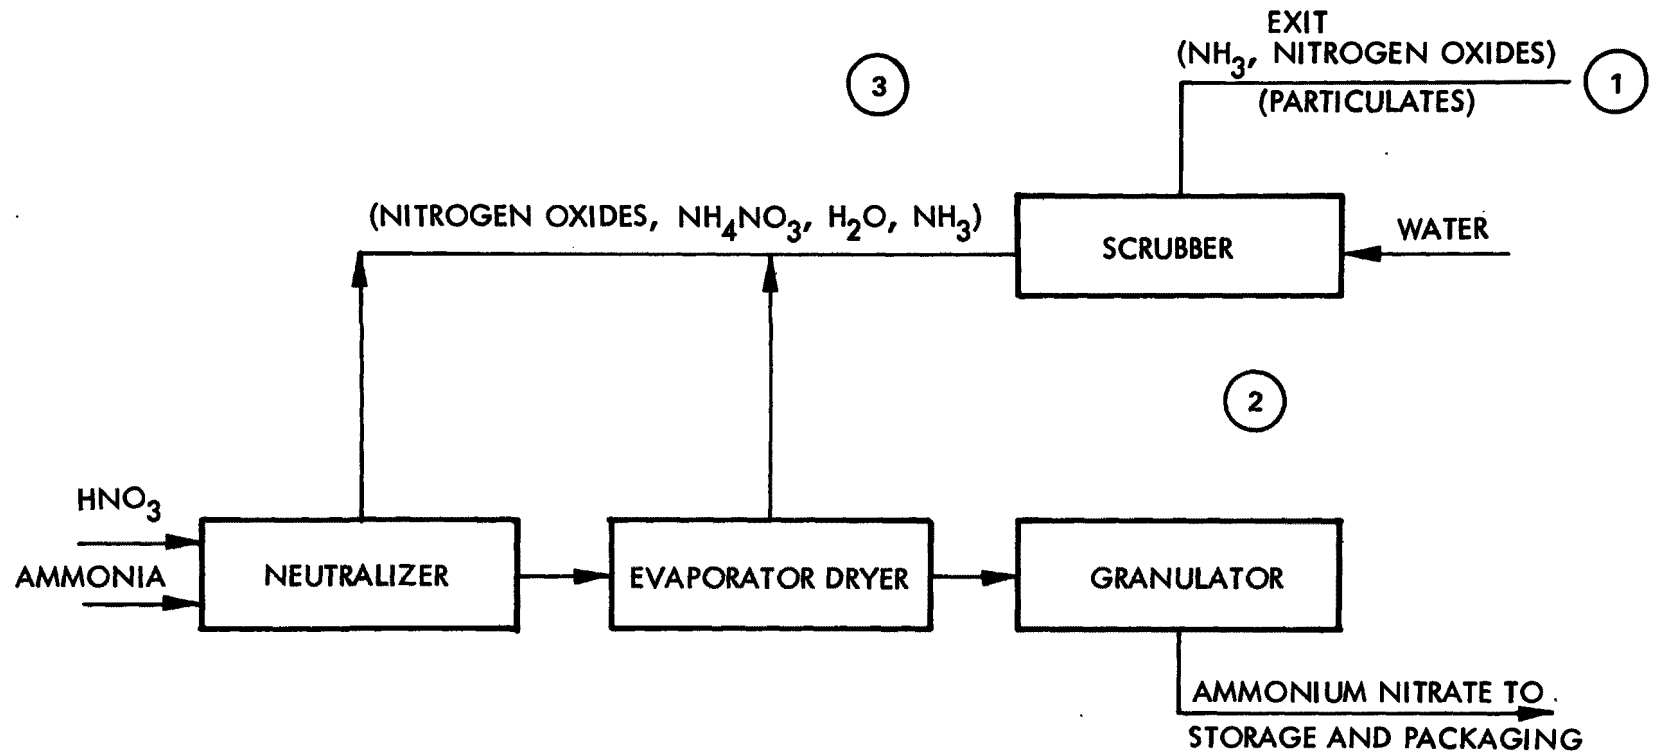 EXIT
(NH3, NITROGEN OXIDES)
(PARTICULATES)
1
3
(NITROGEN OXIDES, NH4NO3, H2O, NH3)
SCRUBBER
WATER
2
HNO3
AMMONIA
NEUTRALIZER
EVAPORATOR DRYER
GRANULATOR
AMMONIUM NITRATE TO
STORAGE AND PACKAGING